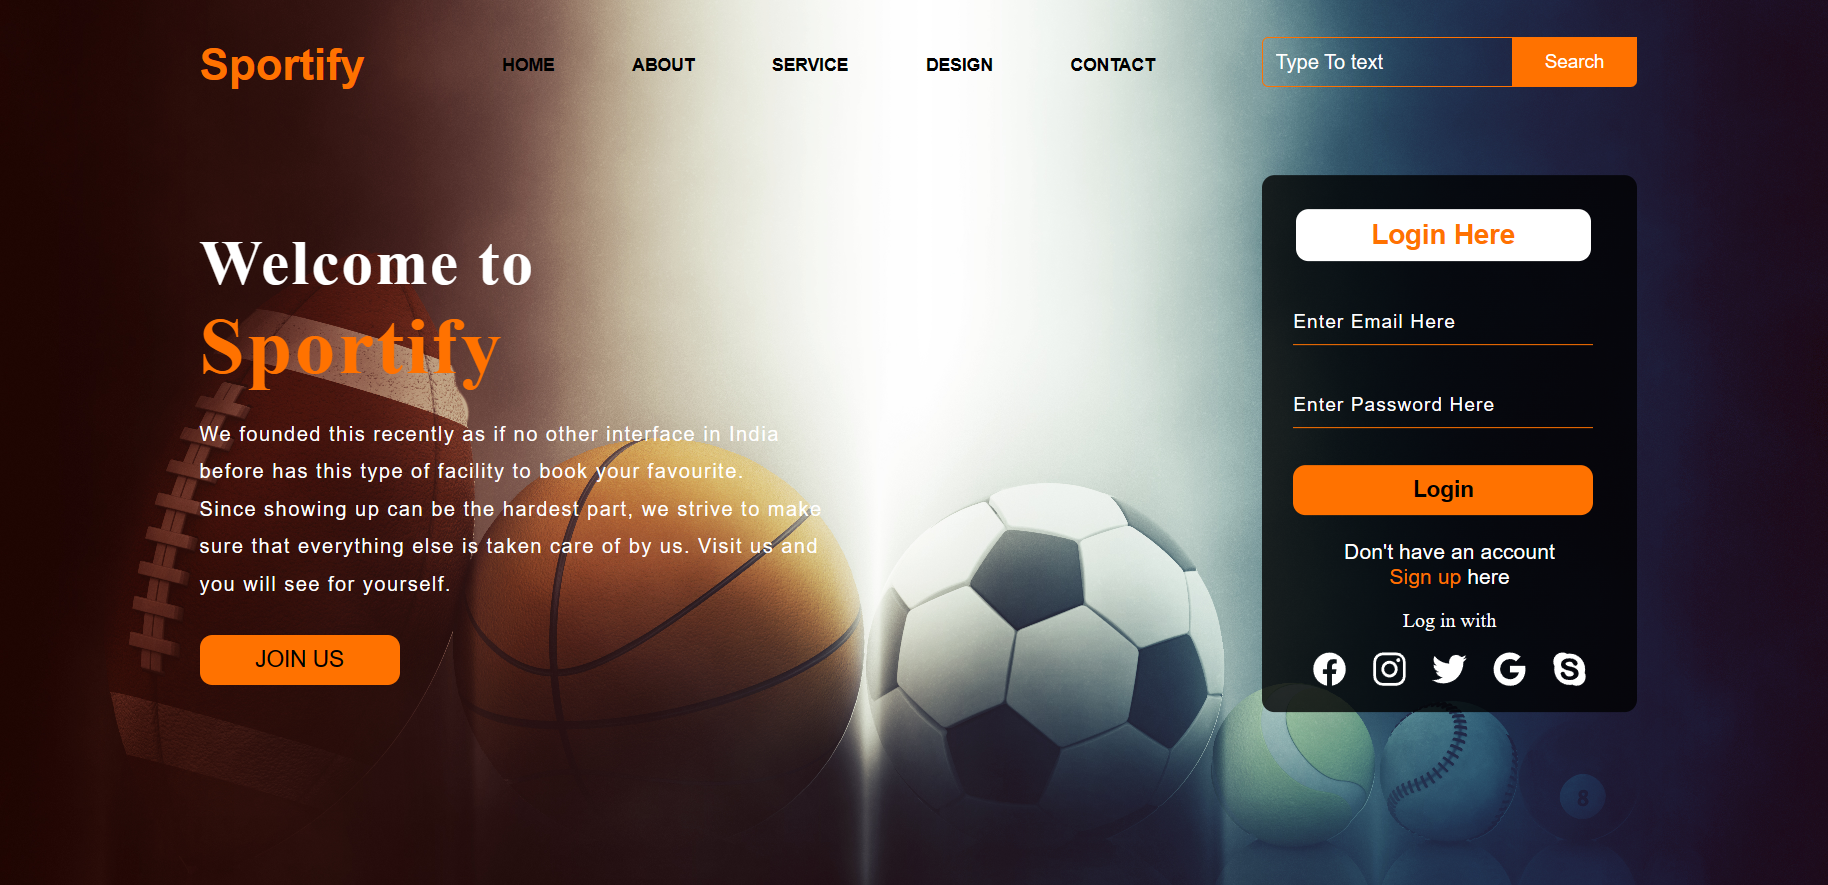 Sportify
HOME ABOUT SERVICE DESIGN CONTACT
Type To text Search
Welcome to
Sportify
We founded this recently as if no other interface in India
before has this type of facility to book your favourite.
Since showing up can be the hardest part, we strive to make
sure that everything else is taken care of by us. Visit us and
you will see for yourself.
JOIN US
Login Here
Enter Email Here
Enter Password Here
Login
Don't have an account
Sign up here
Log in with
8